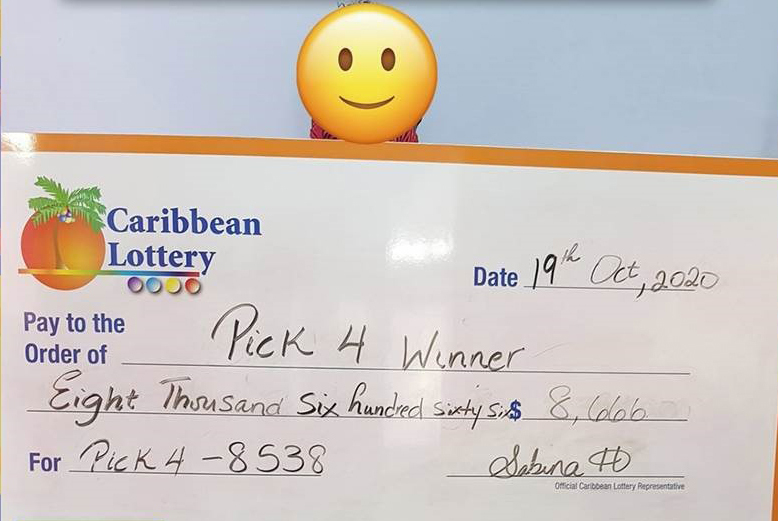 Caribbean
Lottery
Date 19th Oct, 2020
Pay to the
Order of Pick 4 Winner
Eight Thousand Six hundred sixty six $ 8,666
For Pick 4 - 8538
Sabina H
Official Caribbean Lottery Representative